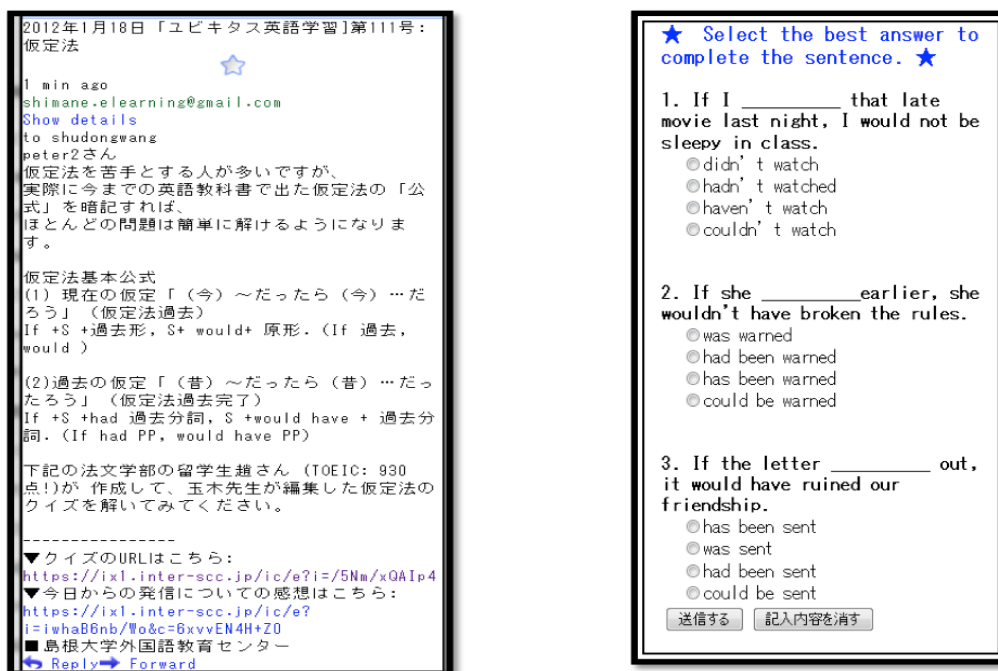 2012年1月18日「ユビキタス英語学習]第111号:
仮定法
1 min ago
shimane.elearning@gmail.com
Show details
to shudongwang
peter2さん
仮定法を苦手とする人が多いですが、
実際に今までの英語教科書で出た仮定法の「公
式」を暗記すれば、
ほとんどの問題は簡単に解けるようになりま
す。
仮定法基本公式
(1) 現在の仮定「(今)～だったら(今)…だ
ろう」(仮定法過去)
If +S +過去形, S+ would+ 原形. (If 過去,
would )
(2)過去の仮定「(昔)～だったら(昔)…だっ
たろう」(仮定法過去完了)
If +S +had 過去分詞, S +would have + 過去分
詞. (If had PP, would have PP)
下記の法文学部の留学生趙さん (TOEIC: 930
点!)が 作成して、玉木先生が編集した仮定法の
クイズを解いてみてください。
----------------
▼クイズのURLはこちら:
https://ix1.inter-scc.jp/ic/e?i=/5Nm/xQAIp4
▼今日からの発信についての感想はこちら:
https://ix1.inter-scc.jp/ic/e?
i=iwhaB6nb/Wo&c=6xvvEN4H+Z0
■島根大学外国語教育センター
Reply Forward
★ Select the best answer to
complete the sentence. ★
1. If I _________ that late
movie last night, I would not be
sleepy in class.
didn't watch
hadn't watched
haven't watch
couldn't watch
2. If she _________earlier, she
wouldn't have broken the rules.
was warned
had been warned
has been warned
could be warned
3. If the letter _________ out,
it would have ruined our
friendship.
has been sent
was sent
had been sent
could be sent
送信する 記入内容を消す